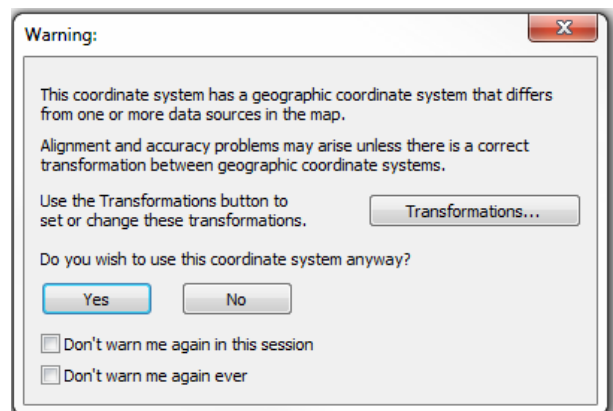 Warning:
This coordinate system has a geographic coordinate system that differs
from one or more data sources in the map.
Alignment and accuracy problems may arise unless there is a correct
transformation between geographic coordinate systems.
Use the Transformations button to
set or change these transformations.
Transformations...
Do you wish to use this coordinate system anyway?
Yes No
Don't warn me again in this session
Don't warn me again ever